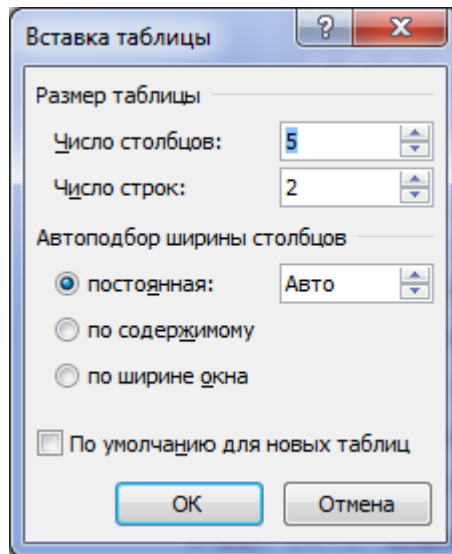 Вставка таблицы
Размер таблицы
Число столбцов: 5
Число строк: 2
Автоподбор ширины столбцов
постоянная: Авто
по содержимому
по ширине окна
По умолчанию для новых таблиц
ОК Отмена